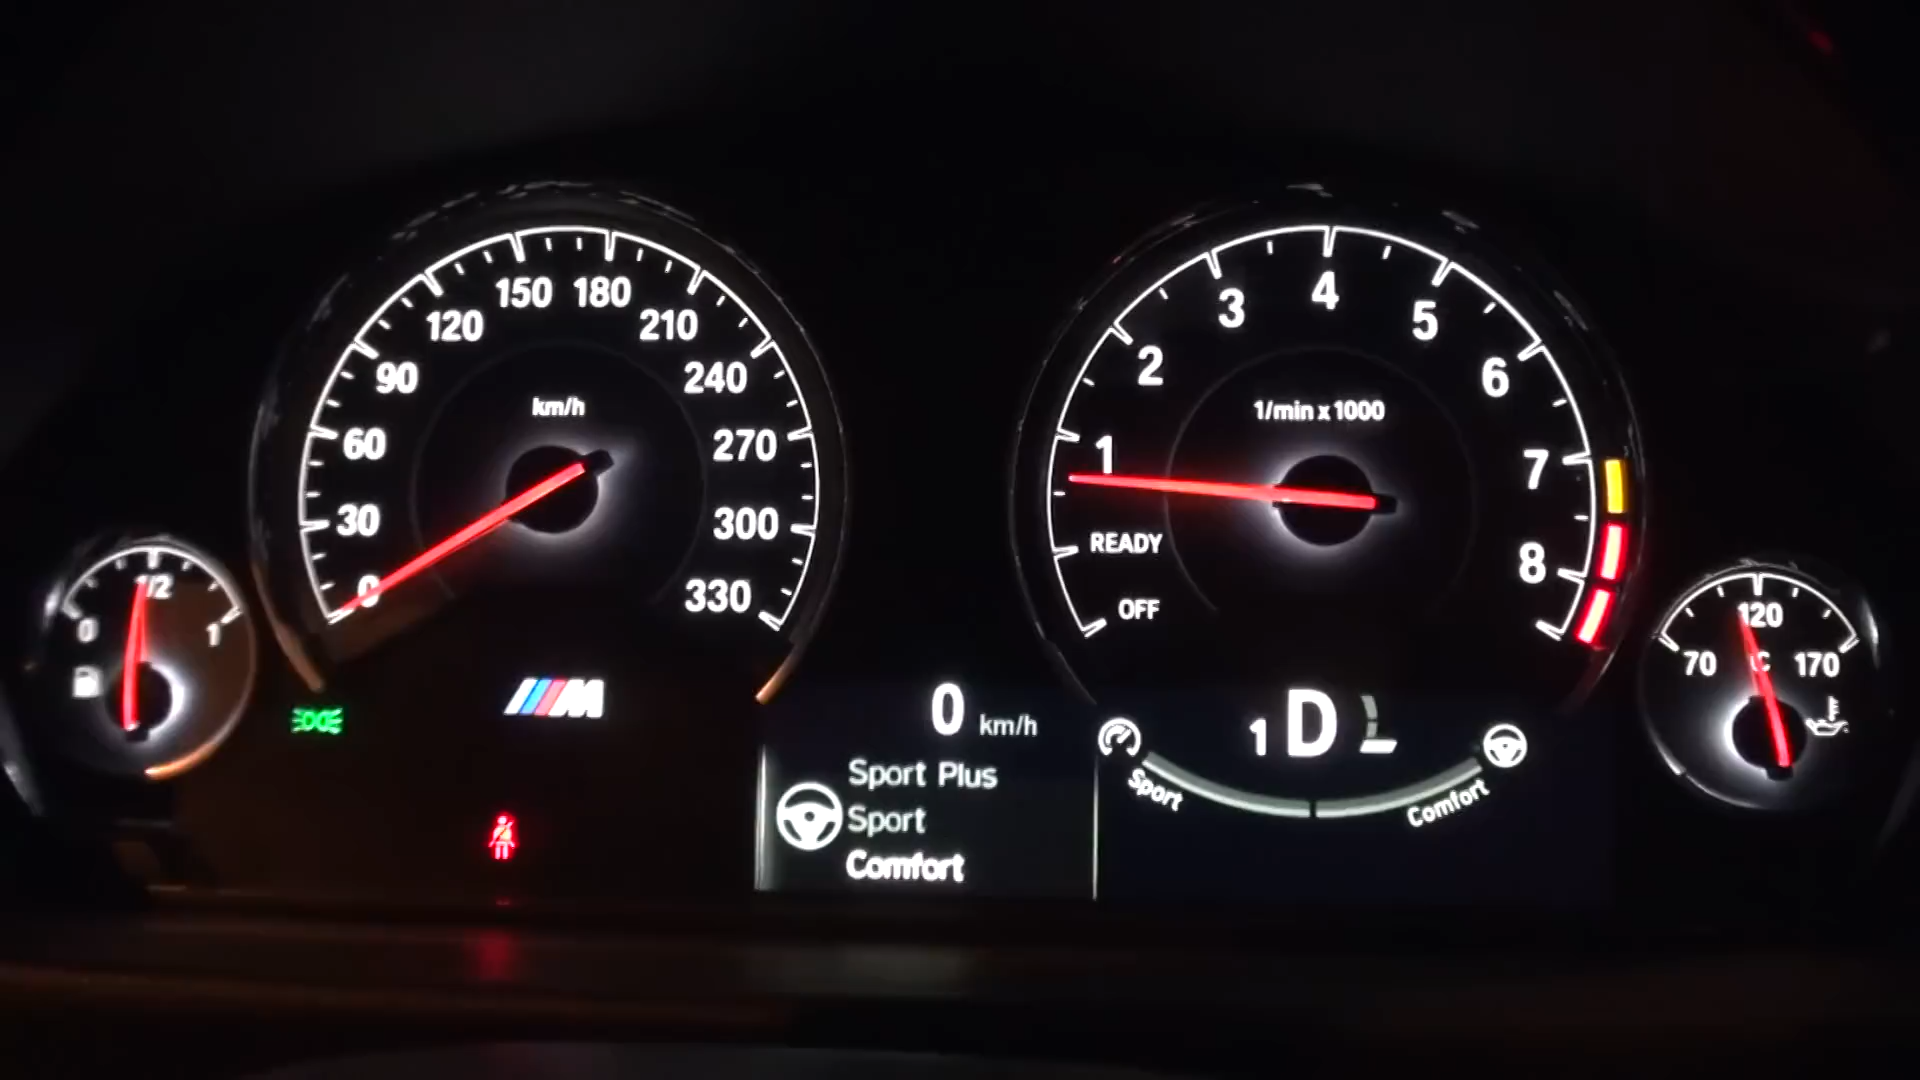 0
30
60
90
120
150
180
210
240
270
300
330
km/h
OFF
READY
1
2
3
4
5
6
7
8
1/min x 1000
0
1/2
1
70
120
170
°C
M
0 km/h
Sport Plus
Sport
Comfort
1 D
Sport
Comfort